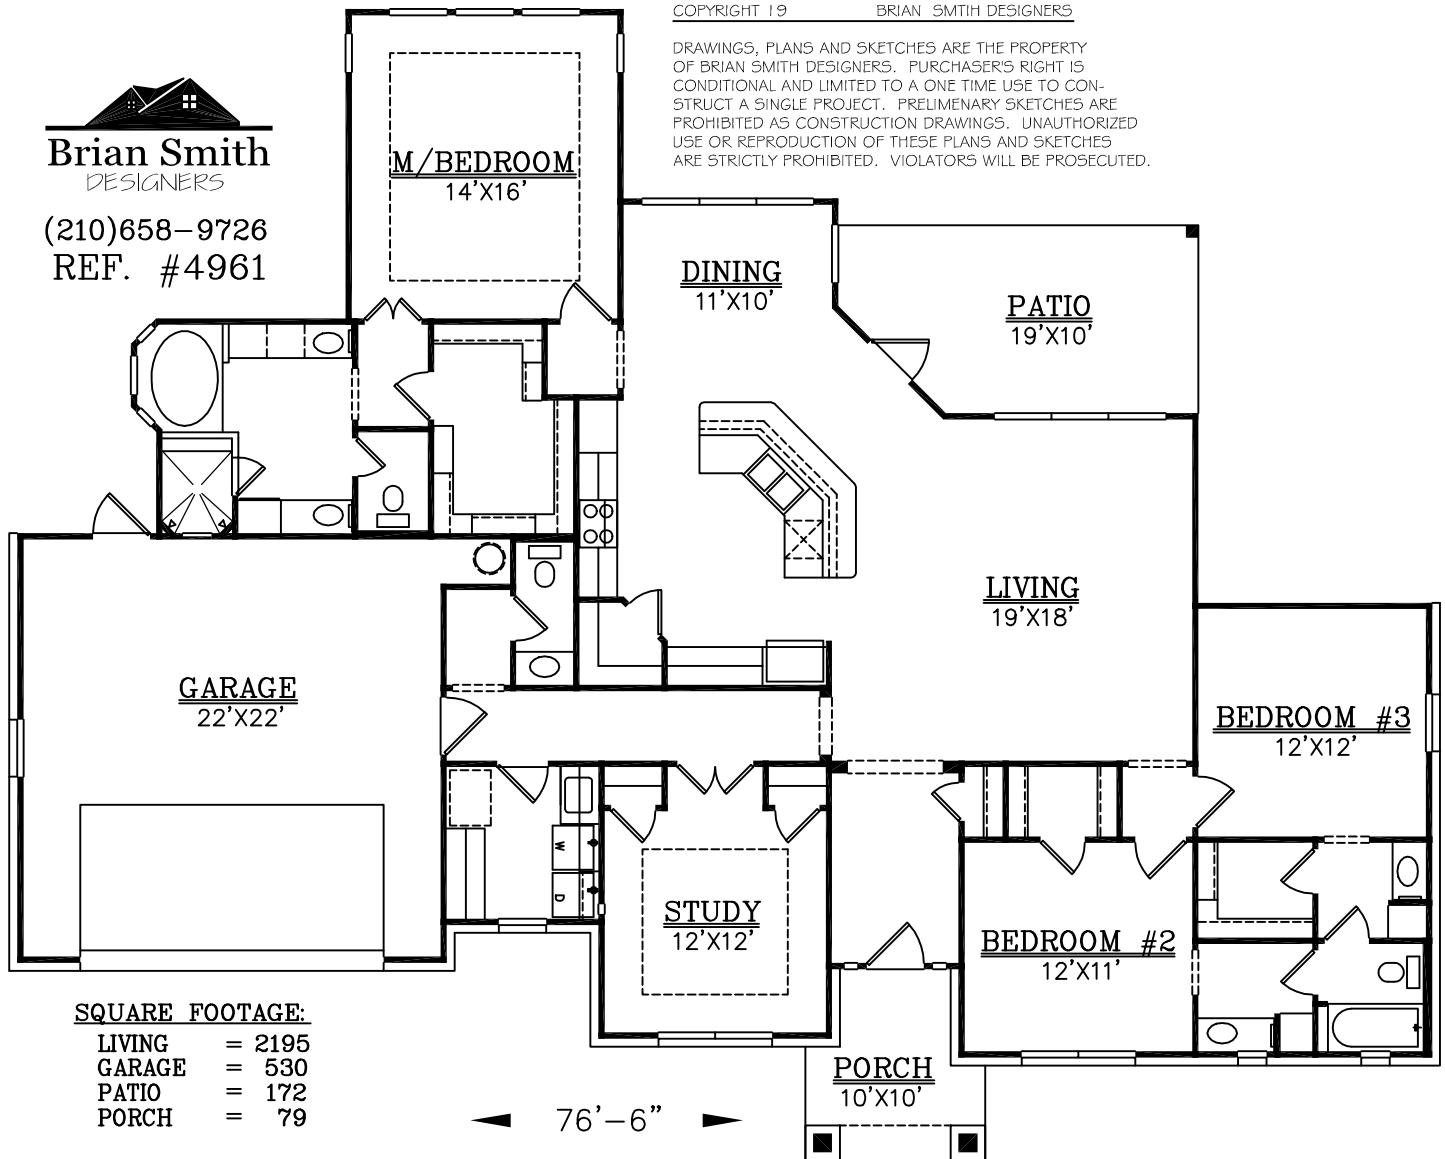 COPYRIGHT 19 BRIAN SMTIH DESIGNERS
DRAWINGS, PLANS AND SKETCHES ARE THE PROPERTY
OF BRIAN SMITH DESIGNERS. PURCHASER'S RIGHT IS
CONDITIONAL AND LIMITED TO A ONE TIME USE TO CON-
STRUCT A SINGLE PROJECT. PRELIMENARY SKETCHES ARE
PROHIBITED AS CONSTRUCTION DRAWINGS. UNAUTHORIZED
USE OR REPRODUCTION OF THESE PLANS AND SKETCHES
ARE STRICTLY PROHIBITED. VIOLATORS WILL BE PROSECUTED.
Brian Smith
DESIGNERS
(210)658-9726
REF. #4961
M/BEDROOM
14'X16'
DINING
11'X10'
PATIO
19'X10'
LIVING
19'X18'
GARAGE
22'X22'
BEDROOM #3
12'X12'
W
D
STUDY
12'X12'
BEDROOM #2
12'X11'
PORCH
10'X10'
SQUARE FOOTAGE:
LIVING = 2195
GARAGE = 530
PATIO = 172
PORCH = 79
76'-6"